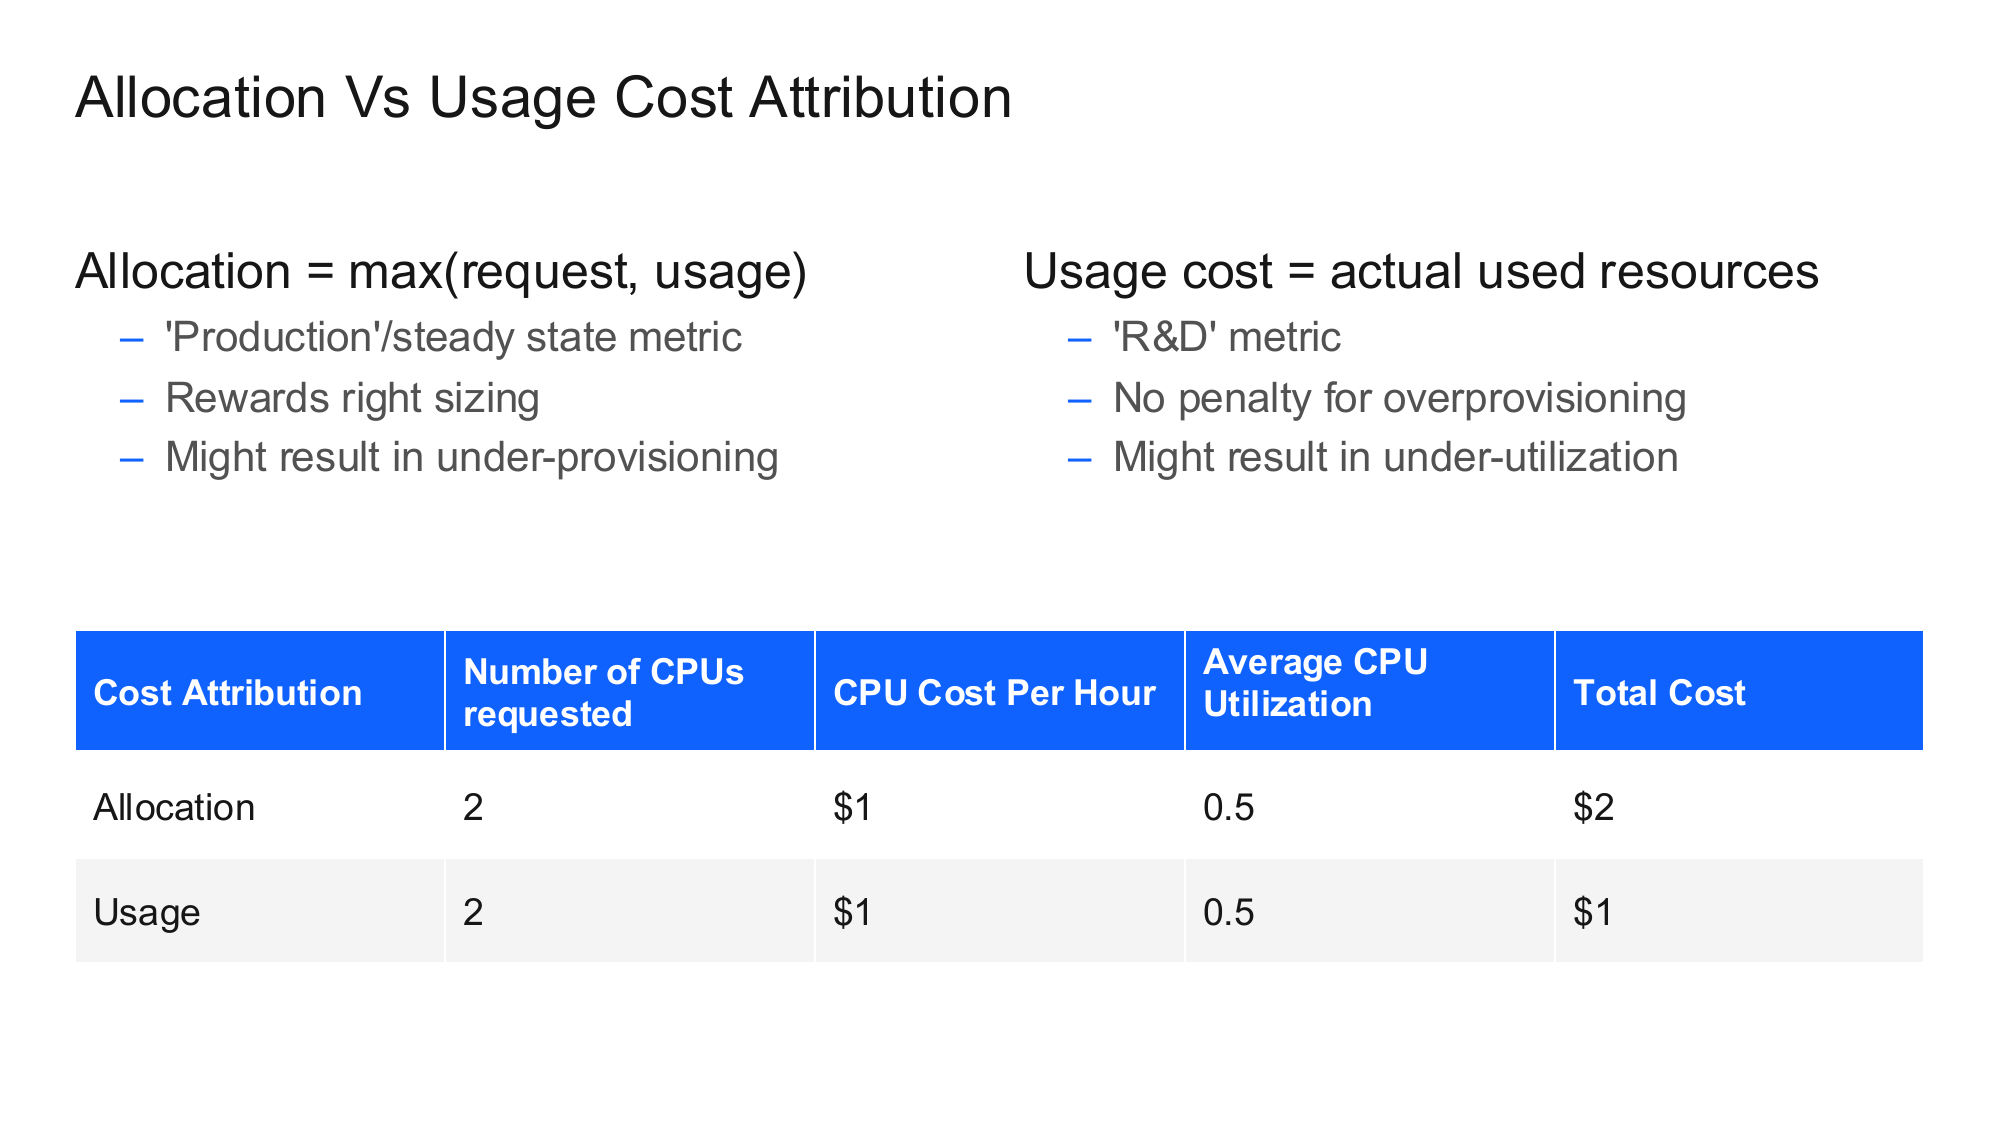 Allocation Vs Usage Cost Attribution
Allocation = max(request, usage)
– 'Production'/steady state metric
– Rewards right sizing
– Might result in under-provisioning
Usage cost = actual used resources
– 'R&D' metric
– No penalty for overprovisioning
– Might result in under-utilization
Cost Attribution
Number of CPUs
requested
CPU Cost Per Hour
Average CPU
Utilization
Total Cost
Allocation 2 $1 0.5 $2
Usage 2 $1 0.5 $1